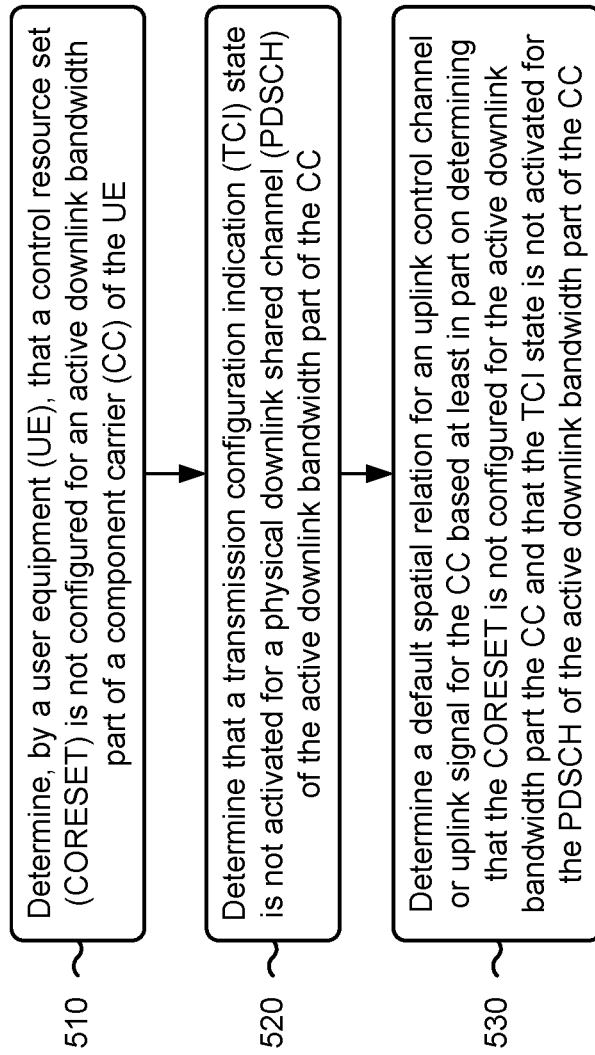 510
Determine, by a user equipment (UE), that a control resource set
(CORESET) is not configured for an active downlink bandwidth
part of a component carrier (CC) of the UE
520
Determine that a transmission configuration indication (TCI) state
is not activated for a physical downlink shared channel (PDSCH)
of the active downlink bandwidth part of the CC
530
Determine a default spatial relation for an uplink control channel
or uplink signal for the CC based at least in part on determining
that the CORESET is not configured for the active downlink
bandwidth part the CC and that the TCI state is not activated for
the PDSCH of the active downlink bandwidth part of the CC